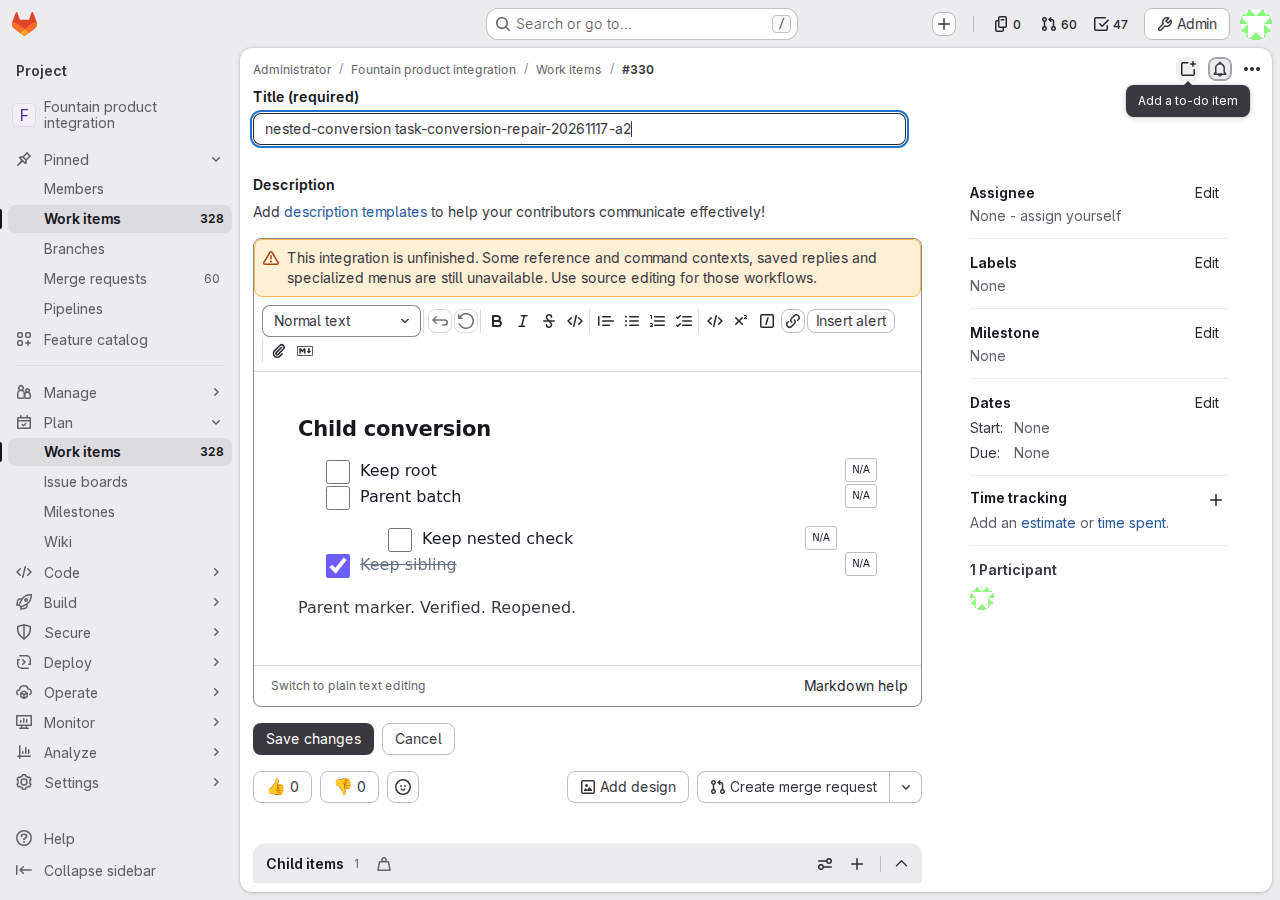 Search or go to...
/
0
60
47
Admin
Project
F
Fountain product integration
Pinned
Members
Work items 328
Branches
Merge requests 60
Pipelines
Feature catalog
Manage
Plan
Work items 328
Issue boards
Milestones
Wiki
Code
Build
Secure
Deploy
Operate
Monitor
Analyze
Settings
Help
Collapse sidebar
Administrator / Fountain product integration / Work items / #330
Add a to-do item
Title (required)
nested-conversion task-conversion-repair-20261117-a2
Description
Add description templates to help your contributors communicate effectively!
This integration is unfinished. Some reference and command contexts, saved replies and
specialized menus are still unavailable. Use source editing for those workflows.
Normal text
Insert alert
Child conversion
Keep root N/A
Parent batch N/A
Keep nested check N/A
Keep sibling N/A
Parent marker. Verified. Reopened.
Switch to plain text editing
Markdown help
Save changes
Cancel
👍 0
👎 0
Add design
Create merge request
Child items 1
Assignee Edit
None - assign yourself
Labels Edit
None
Milestone Edit
None
Dates Edit
Start: None
Due: None
Time tracking
Add an estimate or time spent.
1 Participant